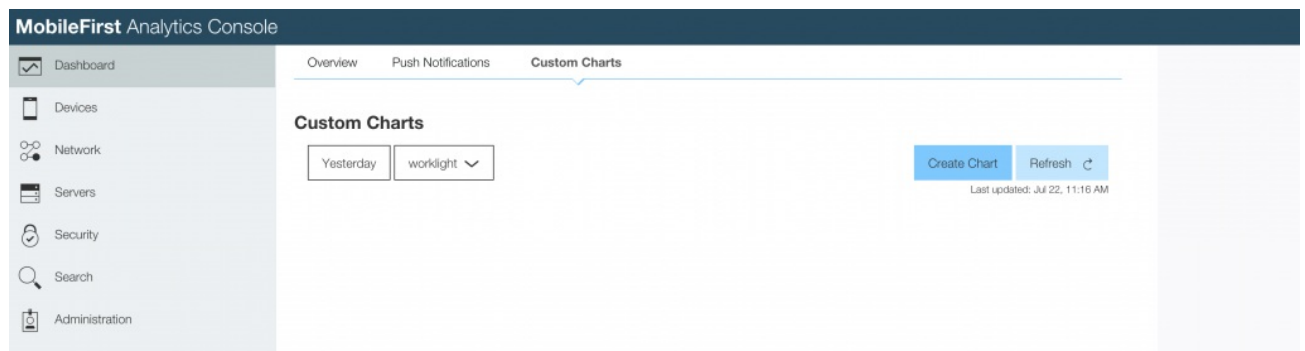 MobileFirst Analytics Console
Dashboard
Devices
Network
Servers
Security
Search
Administration
Overview Push Notifications Custom Charts
Custom Charts
Yesterday worklight
Create Chart Refresh
Last updated: Jul 22, 11:16 AM